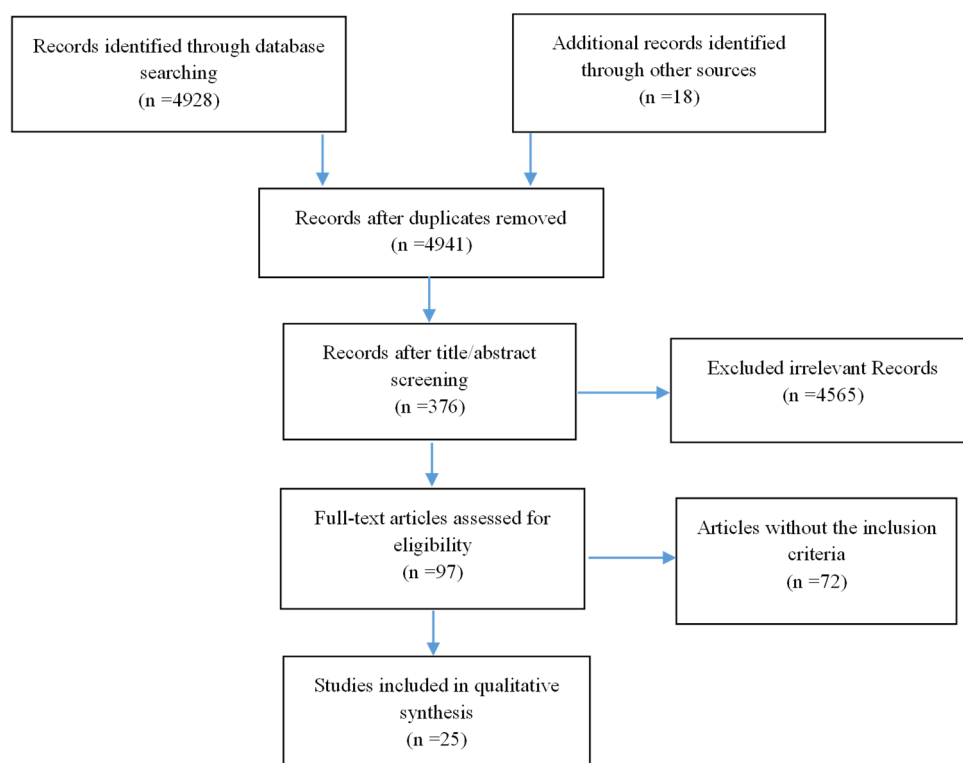 Records identified through database
searching
(n =4928)
Additional records identified
through other sources
(n =18)
Records after duplicates removed
(n =4941)
Records after title/abstract
screening
(n =376)
Excluded irrelevant Records
(n =4565)
Full-text articles assessed for
eligibility
(n =97)
Articles without the inclusion
criteria
(n =72)
Studies included in qualitative
synthesis
(n =25)